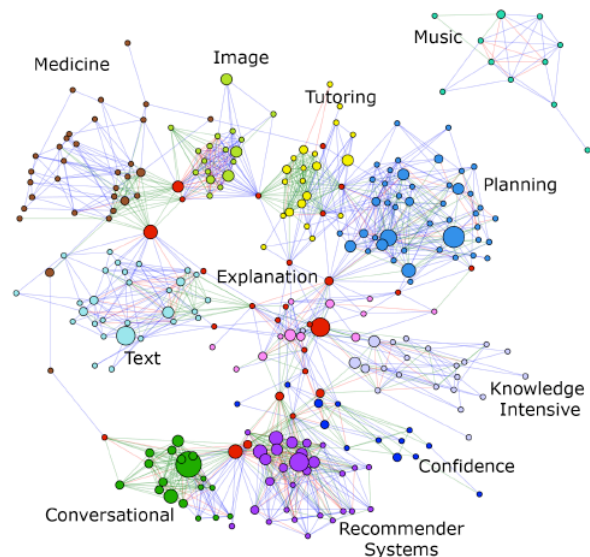 Music
Image
Medicine
Tutoring
Planning
Explanation
Text
Knowledge
Intensive
Confidence
Conversational
Recommender
Systems